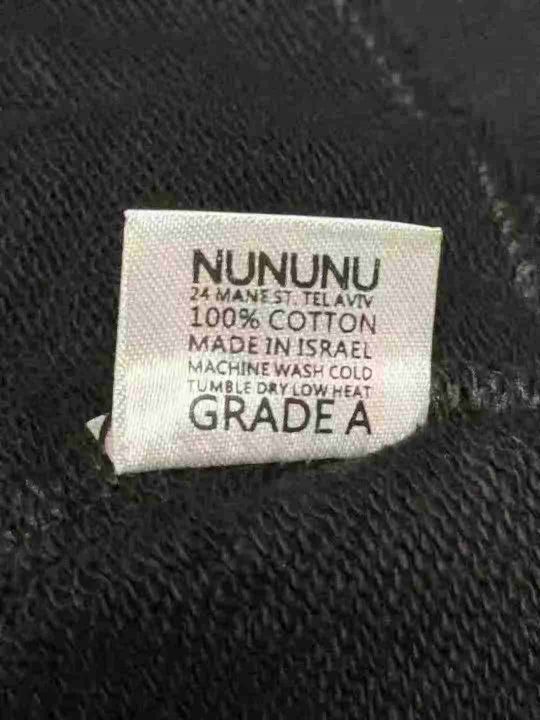 NUNUNU
24 MANE ST. TEL AVIV
100% COTTON
MADE IN ISRAEL
MACHINE WASH COLD
TUMBLE DRY LOW HEAT
GRADE A